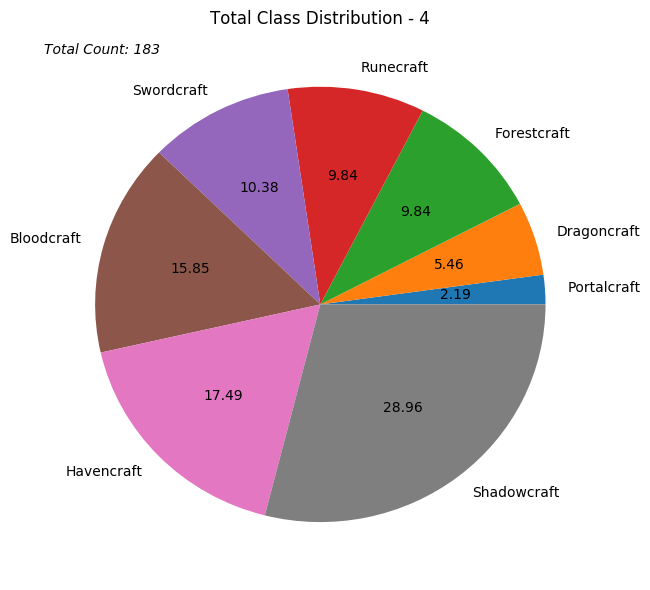 Total Class Distribution - 4
Total Count: 183
Runecraft
Swordcraft
Forestcraft
9.84
10.38
9.84
Dragoncraft
Bloodcraft
5.46
15.85
Portalcraft
2.19
17.49
28.96
Havencraft
Shadowcraft